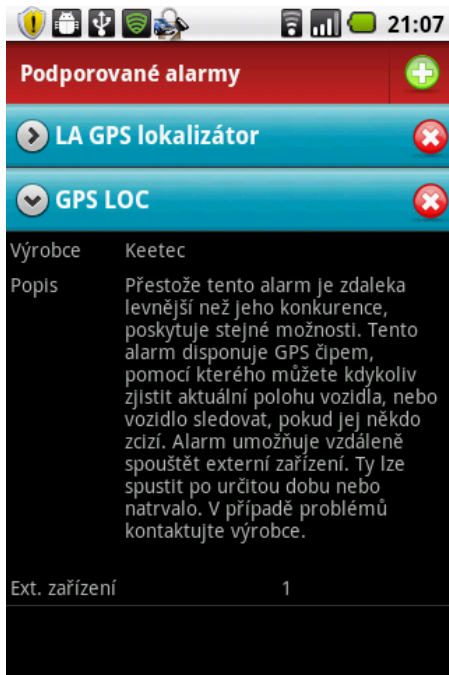 21:07
Podporované alarmy
LA GPS lokalizátor
GPS LOC
Výrobce Keetec
Popis Přestože tento alarm je zdaleka
levnější než jeho konkurence,
poskytuje stejné možnosti. Tento
alarm disponuje GPS čipem,
pomocí kterého můžete kdykoliv
zjistit aktuální polohu vozidla, nebo
vozidlo sledovat, pokud jej někdo
zcizí. Alarm umožňuje vzdáleně
spouštět externí zařízení. Ty lze
spustit po určitou dobu nebo
natrvalo. V případě problémů
kontaktujte výrobce.
Ext. zařízení 1